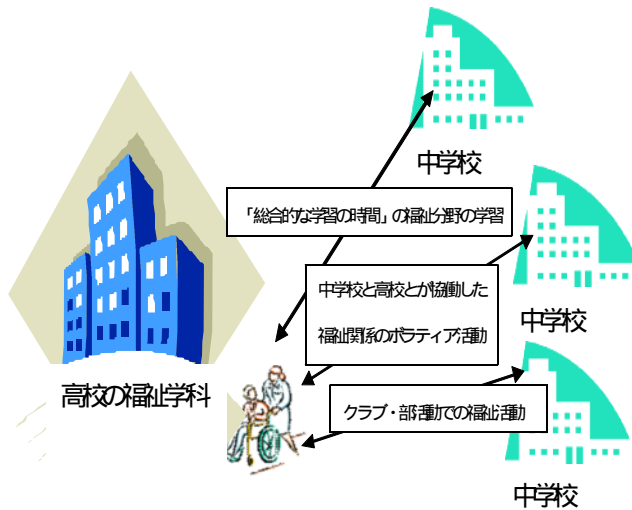 中学校
「総合的な学習の時間」の福祉分野の学習
中学校と高校とが協働した
福祉関係のボラティア活動
中学校
高校の福祉学科
クラブ・部活動での福祉活動
中学校